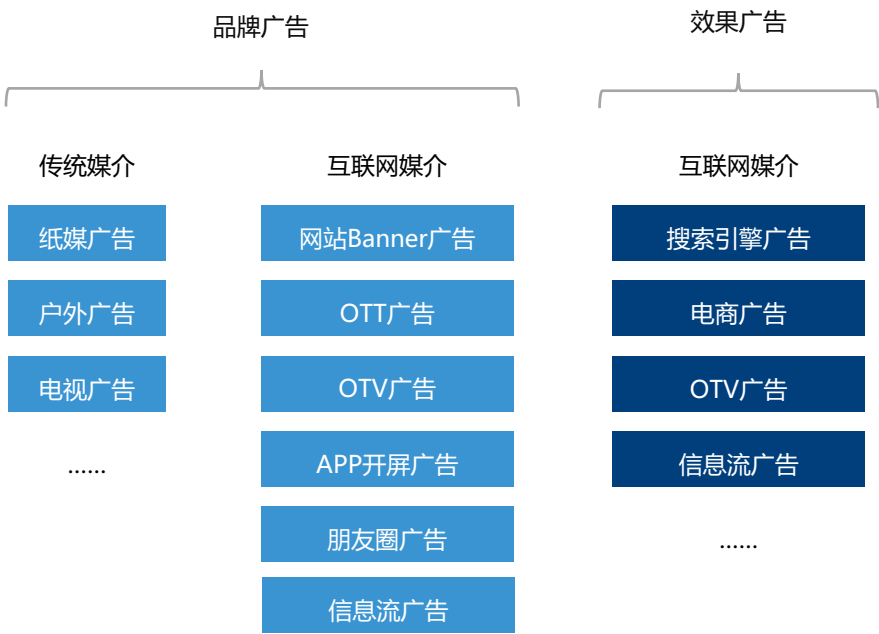 品牌广告
效果广告
传统媒介
互联网媒介
互联网媒介
纸媒广告
网站Banner广告
搜索引擎广告
户外广告
OTT广告
电商广告
电视广告
OTV广告
OTV广告
......
APP开屏广告
信息流广告
朋友圈广告
......
信息流广告